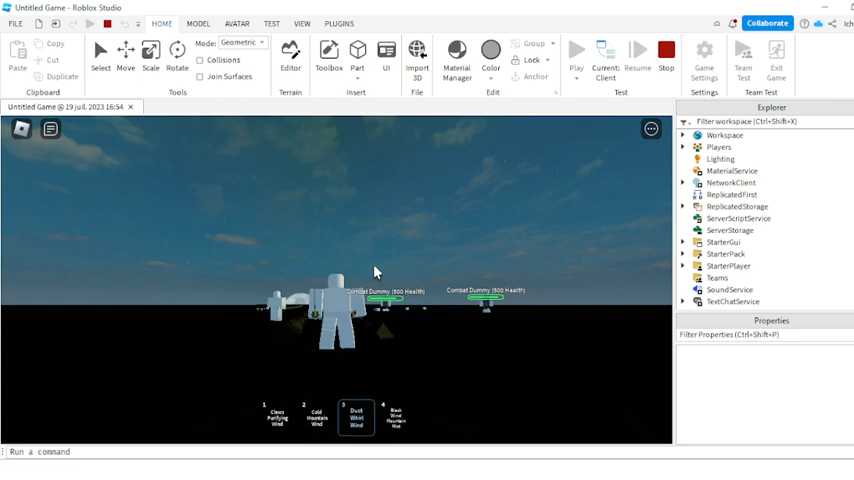 Untitled Game - Roblox Studio
FILE HOME MODEL AVATAR TEST VIEW PLUGINS Collaborate
Paste
Copy
Cut
Duplicate
Clipboard
Select Move Scale Rotate
Mode: Geometric
Collisions
Join Surfaces
Tools
Editor
Terrain
Toolbox Part UI
Insert
Import
3D
File
Material
Manager
Color
Group
Lock
Anchor
Edit
Play
Current:
Client
Resume Stop
Test
Game
Settings
Settings
Team
Test
Exit
Game
Team Test
Untitled Game @ 19 juil. 2023 16:54
Combat Dummy (500 Health)
Combat Dummy (500 Health)
1
Clown
Purifying
Wind
2
Cold
Mountain
Wind
3
Dust
Whirl
Wind
4
Black
Wind
Mountain
Explorer
Filter workspace (Ctrl+Shift+X)
Workspace
Players
Lighting
MaterialService
NetworkClient
ReplicatedFirst
ReplicatedStorage
ServerScriptService
ServerStorage
StarterGui
StarterPack
StarterPlayer
Teams
SoundService
TextChatService
Properties
Filter Properties (Ctrl+Shift+P)
Run a command